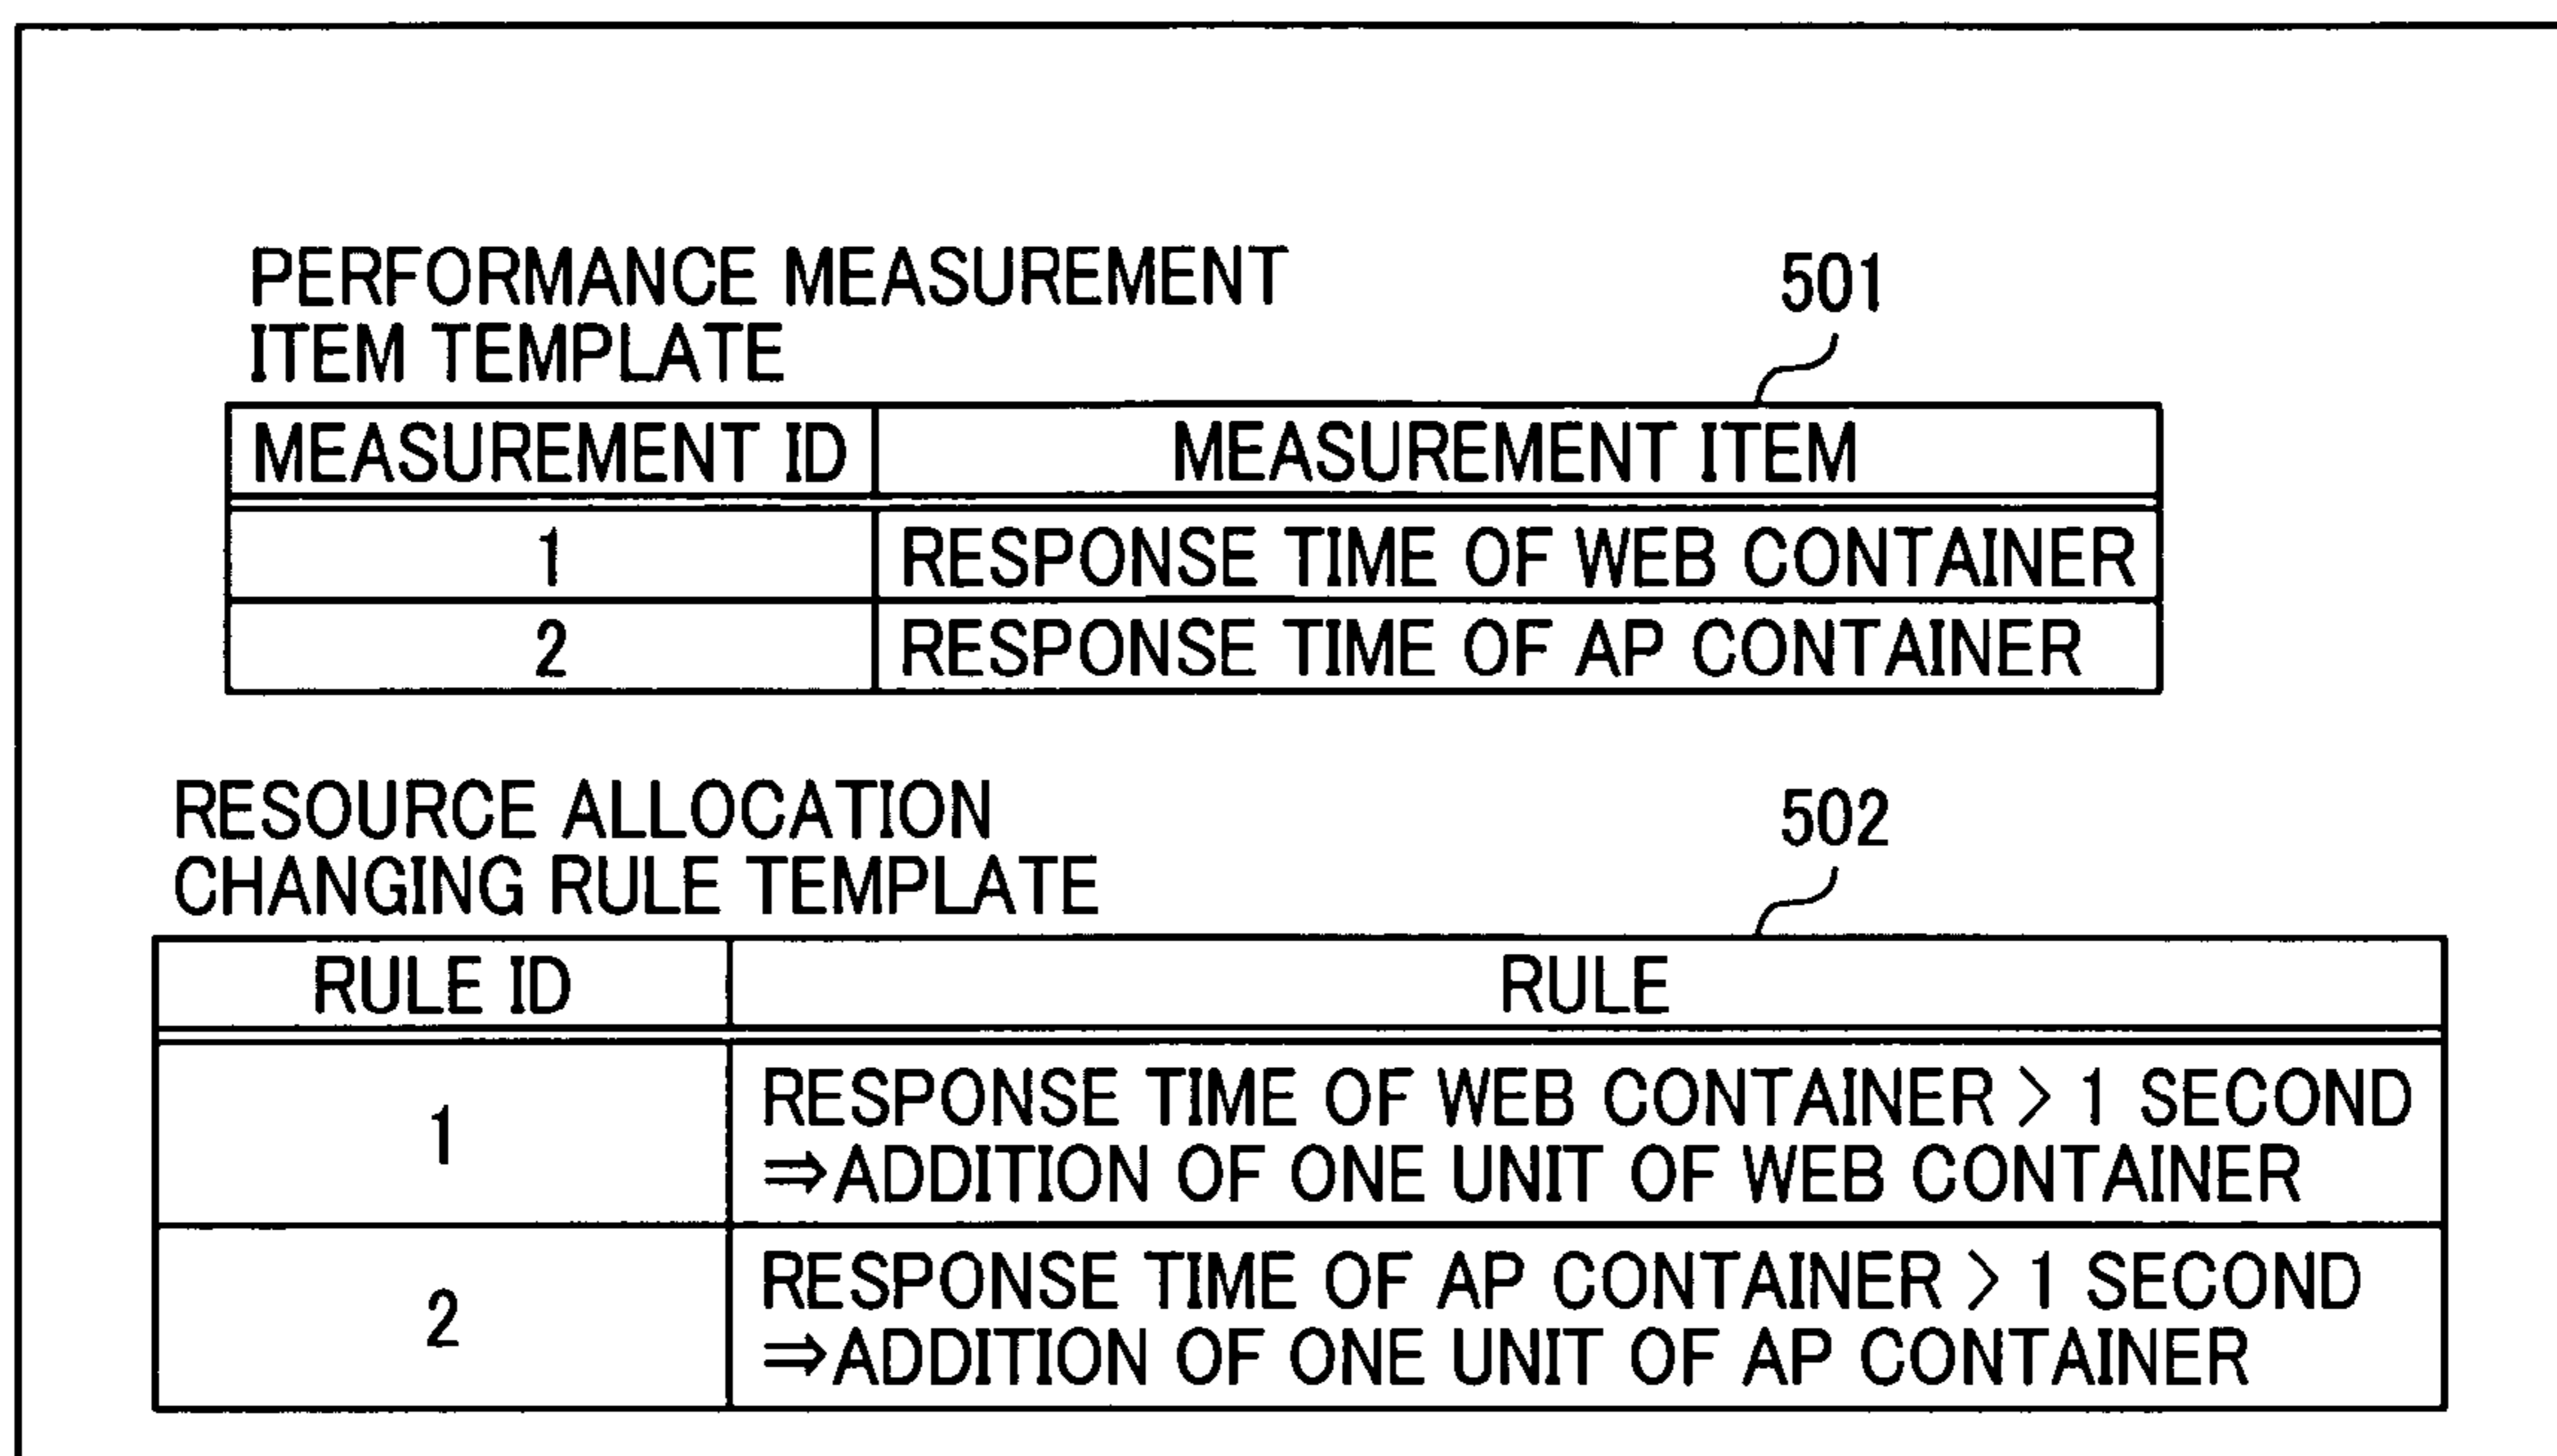 PERFORMANCE MEASUREMENT
ITEM TEMPLATE
501
MEASUREMENT ID MEASUREMENT ITEM
1 RESPONSE TIME OF WEB CONTAINER
2 RESPONSE TIME OF AP CONTAINER
RESOURCE ALLOCATION
CHANGING RULE TEMPLATE
502
RULE ID RULE
1
RESPONSE TIME OF WEB CONTAINER > 1 SECOND
⇒ADDITION OF ONE UNIT OF WEB CONTAINER
2
RESPONSE TIME OF AP CONTAINER > 1 SECOND
⇒ADDITION OF ONE UNIT OF AP CONTAINER